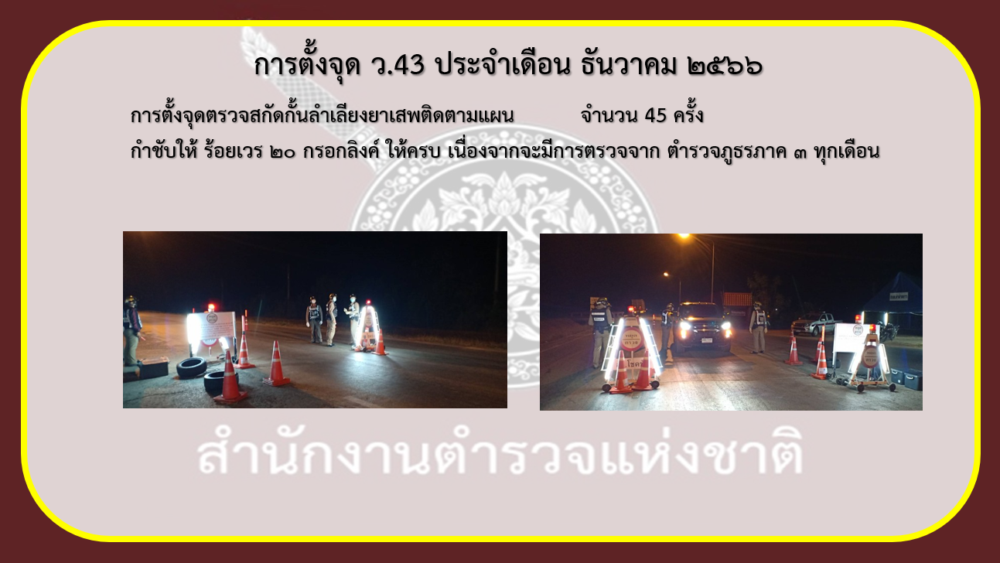 การตั้งจุด ว.43 ประจำเดือน ธันวาคม ๒๕๖๖
การตั้งจุดตรวจสกัดกั้นลำเลียงยาเสพติดตามแผน จำนวน 45 ครั้ง
กำชับให้ ร้อยเวร ๒๐ กรอกลิงค์ ให้ครบ เนื่องจากจะมีการตรวจจาก ตำรวจภูธรภาค ๓ ทุกเดือน
สำนักงานตำรวจแห่งชาติ